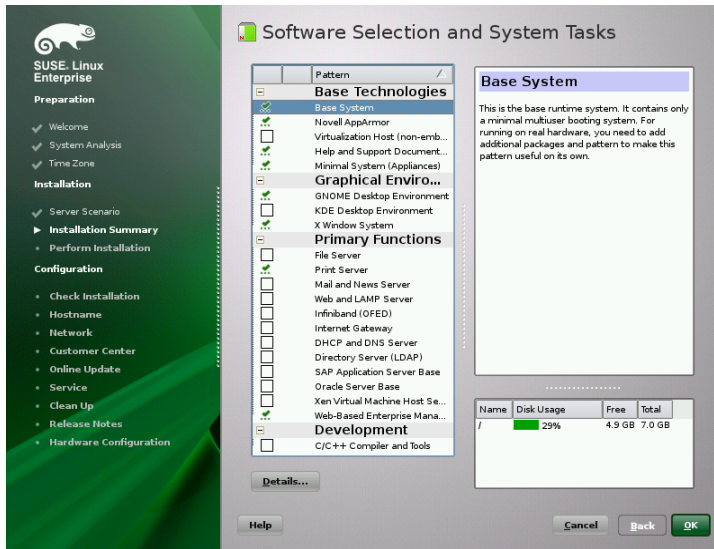 SUSE. Linux
Enterprise
Preparation
Welcome
System Analysis
Time Zone
Installation
Server Scenario
Installation Summary
Perform Installation
Configuration
Check Installation
Hostname
Network
Customer Center
Online Update
Service
Clean Up
Release Notes
Hardware Configuration
Software Selection and System Tasks
Pattern
Base Technologies
Base System
Novell AppArmor
Virtualization Host (non-emb...
Help and Support Document...
Minimal System (Appliances)
Graphical Enviro...
GNOME Desktop Environment
KDE Desktop Environment
X Window System
Primary Functions
File Server
Print Server
Mail and News Server
Web and LAMP Server
Infiniband (OFED)
Internet Gateway
DHCP and DNS Server
Directory Server (LDAP)
SAP Application Server Base
Oracle Server Base
Xen Virtual Machine Host Se...
Web-Based Enterprise Mana...
Development
C/C++ Compiler and Tools
Details...
Base System
This is the base runtime system. It contains only
a minimal multiuser booting system. For
running on real hardware, you need to add
additional packages and pattern to make this
pattern useful on its own.
Name Disk Usage Free Total
/ 29% 4.9 GB 7.0 GB
Help
Cancel
Back
OK